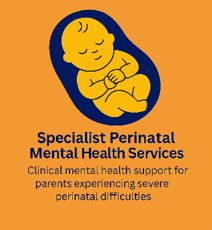 Specialist Perinatal
Mental Health Services
Clinical mental health support for
parents experiencing severe
perinatal difficulties